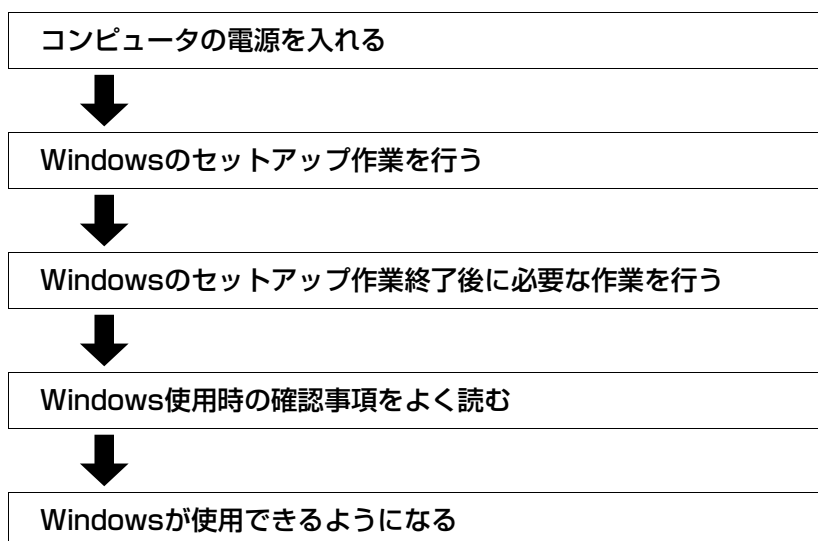 コンピュータの電源を入れる
Windowsのセットアップ作業を行う
Windowsのセットアップ作業終了後に必要な作業を行う
Windows使用時の確認事項をよく読む
Windowsが使用できるようになる